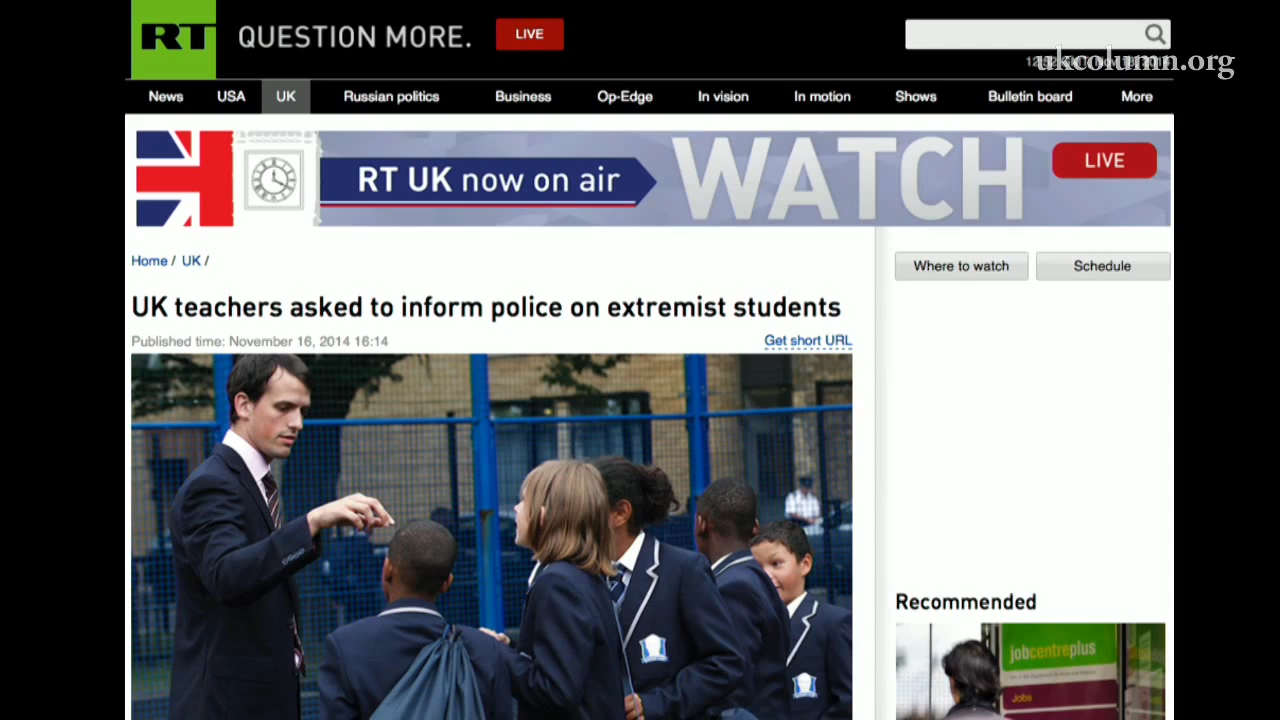 RT QUESTION MORE. LIVE
ukcolumn.org
News USA UK Russian politics Business Op-Edge In vision In motion Shows Bulletin board More
RT UK now on air WATCH LIVE
Home / UK /
Where to watch Schedule
UK teachers asked to inform police on extremist students
Published time: November 16, 2014 16:14 Get short URL
Recommended
jobcentreplus
Jobs